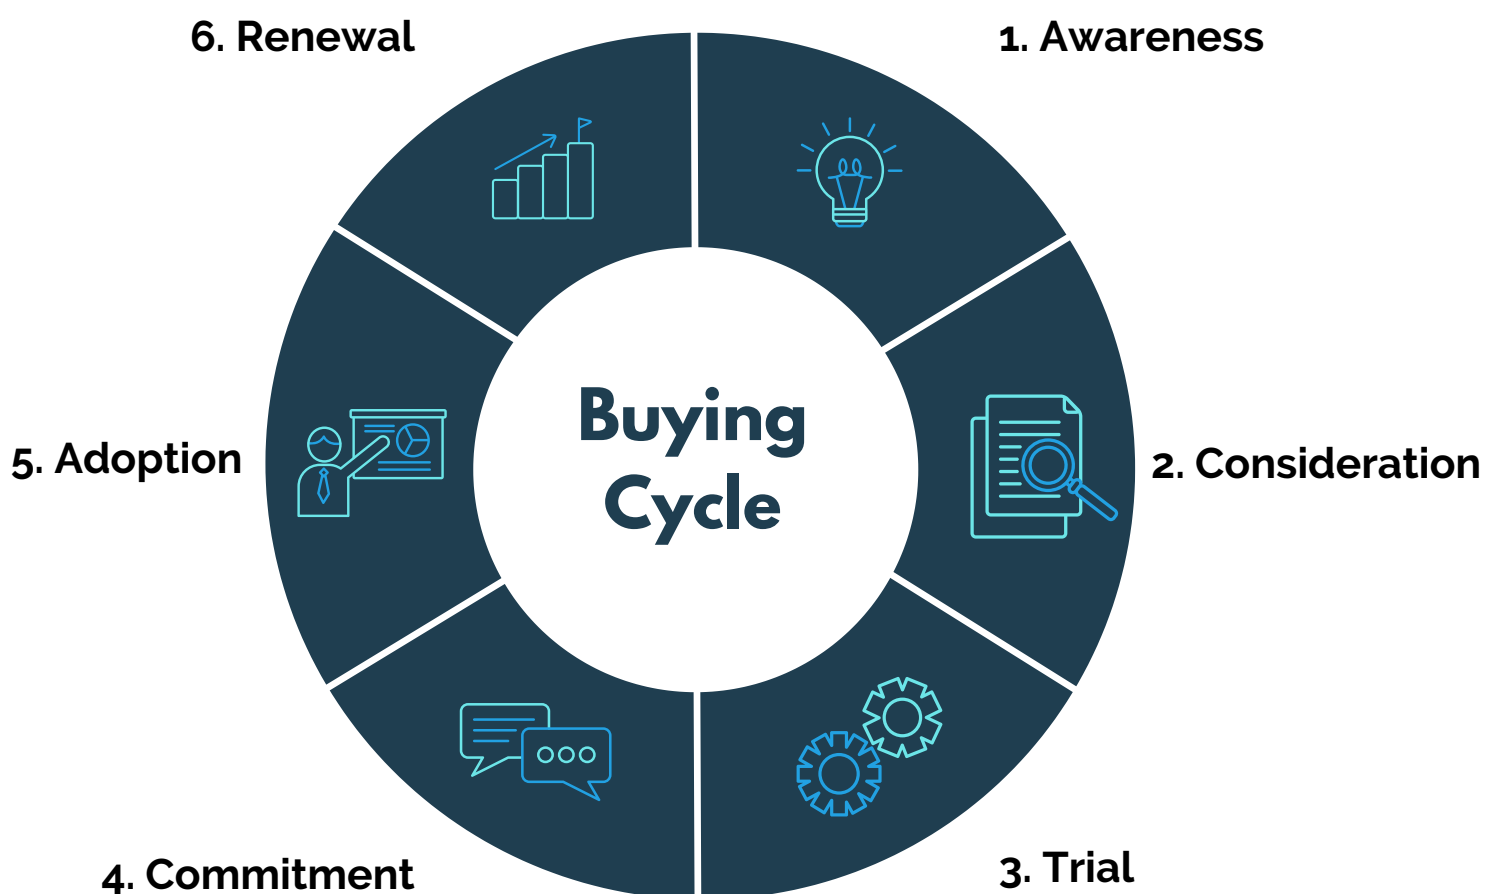 1. Awareness
2. Consideration
3. Trial
4. Commitment
5. Adoption
6. Renewal
Buying
Cycle